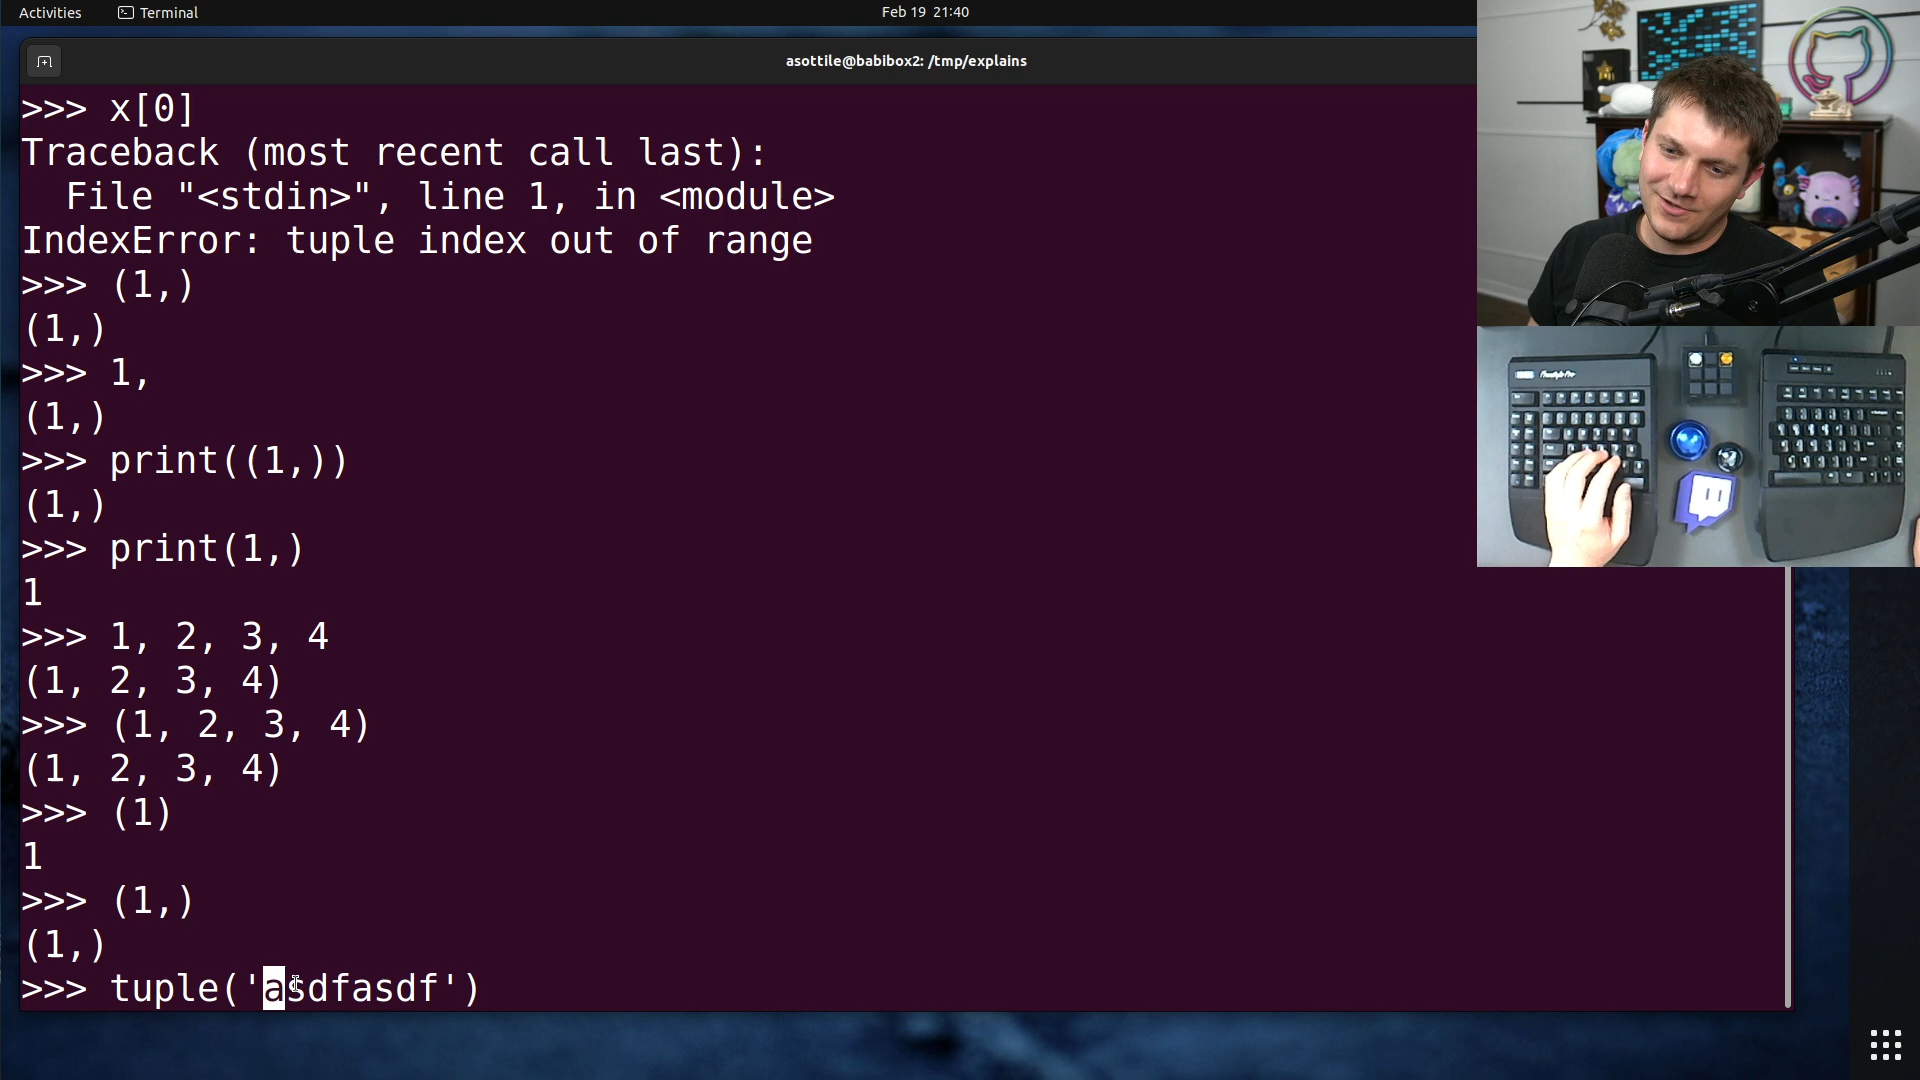 Activities
Terminal
Feb 19 21:40
asottile@babibox2: /tmp/explains
>>> x[0]
Traceback (most recent call last):
  File "<stdin>", line 1, in <module>
IndexError: tuple index out of range
>>> (1,)
(1,)
>>> 1,
(1,)
>>> print((1,))
(1,)
>>> print(1,)
1
>>> 1, 2, 3, 4
(1, 2, 3, 4)
>>> (1, 2, 3, 4)
(1, 2, 3, 4)
>>> (1)
1
>>> (1,)
(1,)
>>> tuple('asdfasdf')